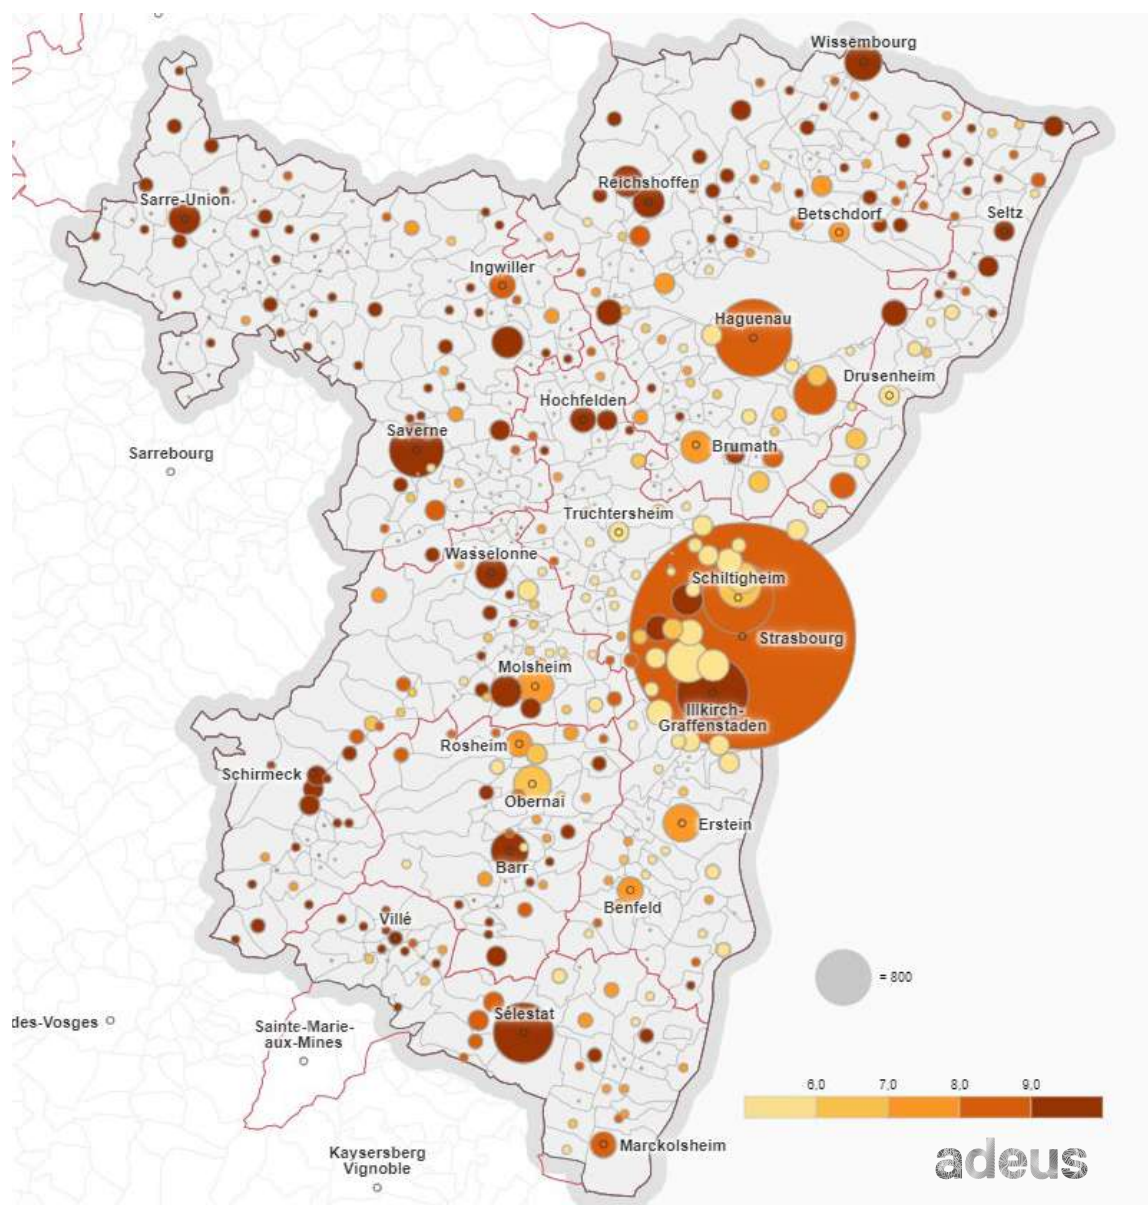 Wissembourg
Reichshoffen
Sarre-Union
Betschdorf
Seltz
Ingwiller
Haguenau
Drusenheim
Hochfelden
Saverne
Brumath
Sarrebourg
Truchtersheim
Wasselonne
Schiltigheim
Strasbourg
Molsheim
Illkirch-
Graffenstaden
Rosheim
Schirmeck
Obernai
Erstein
Barr
Benfeld
Villé
= 800
Sélestat
des-Vosges
Sainte-Marie-
aux-Mines
6,0 7,0 8,0 9,0
Marckolsheim
Kaysersberg
Vignoble
adeus